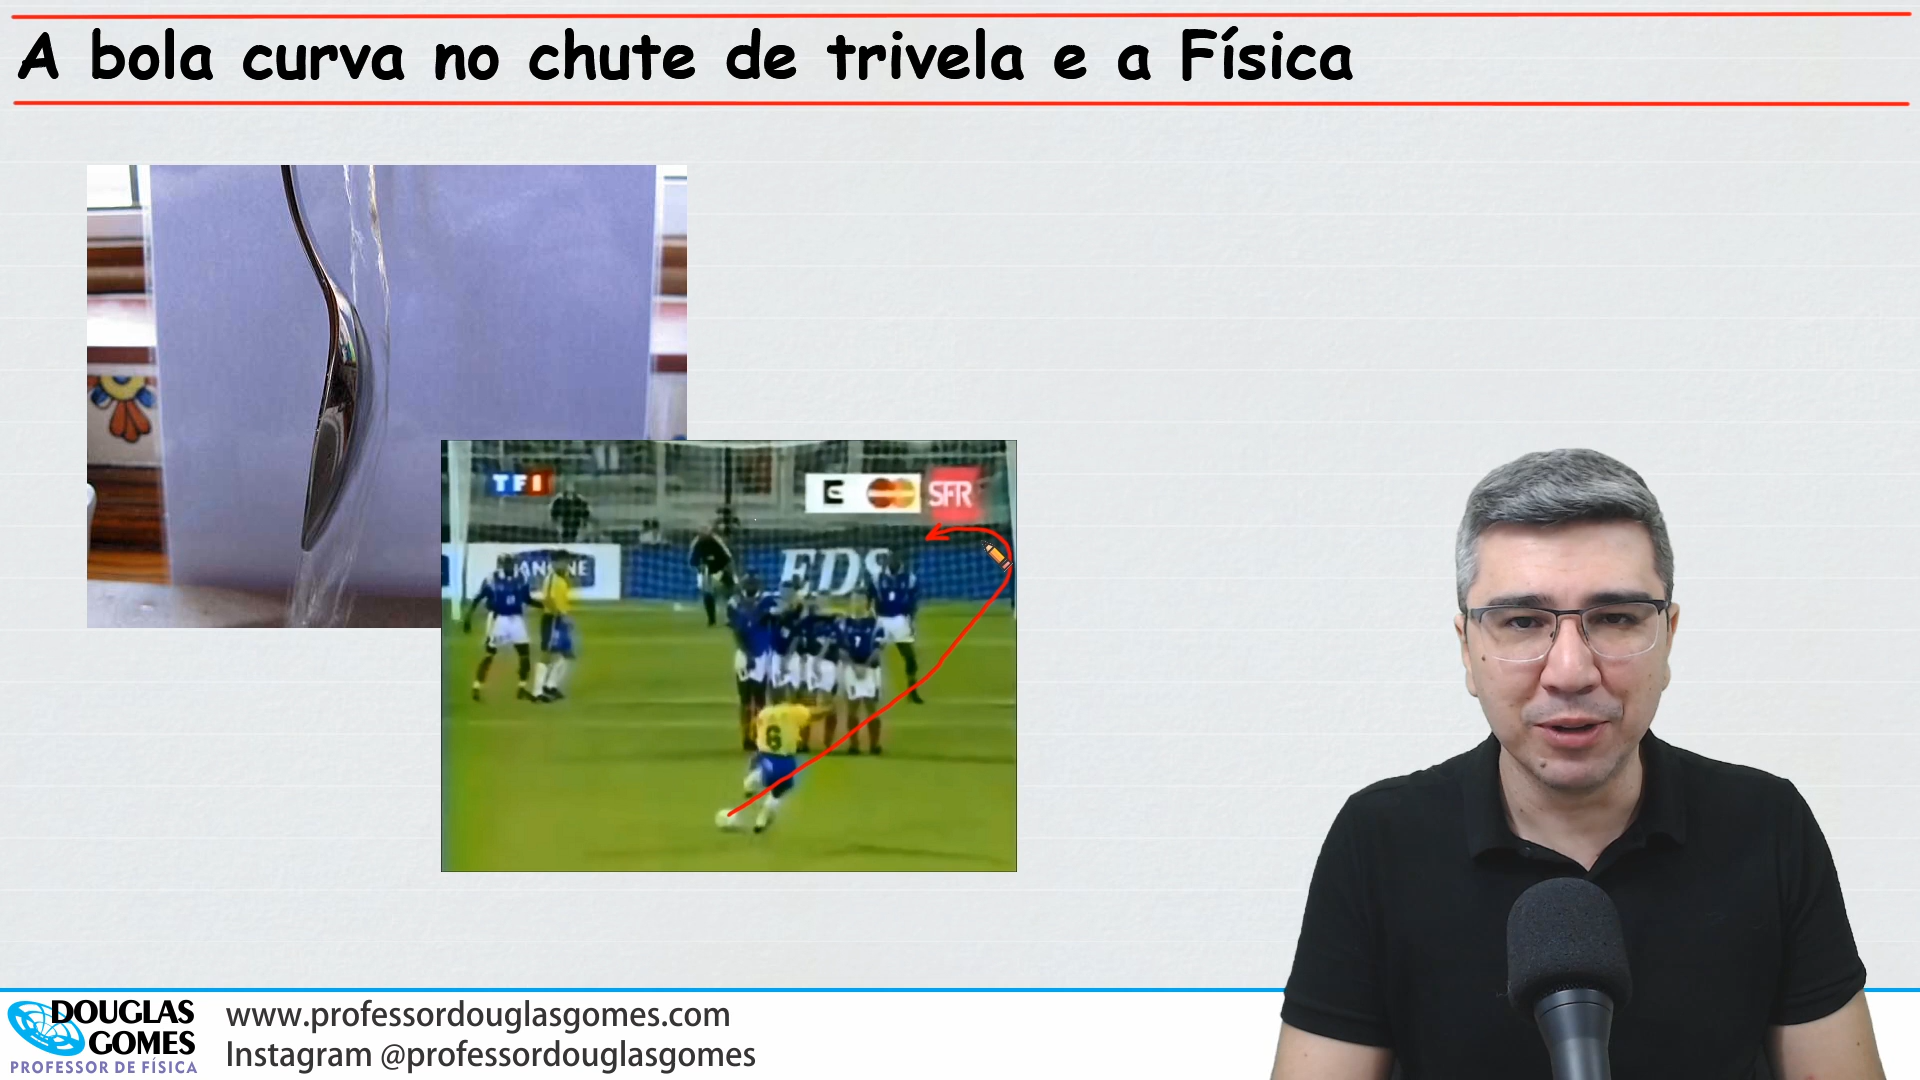 A bola curva no chute de trivela e a Física
TF1
SFR
DANONE
EDS
6
DOUGLAS
GOMES
PROFESSOR DE FÍSICA
www.professordouglasgomes.com
Instagram @professordouglasgomes